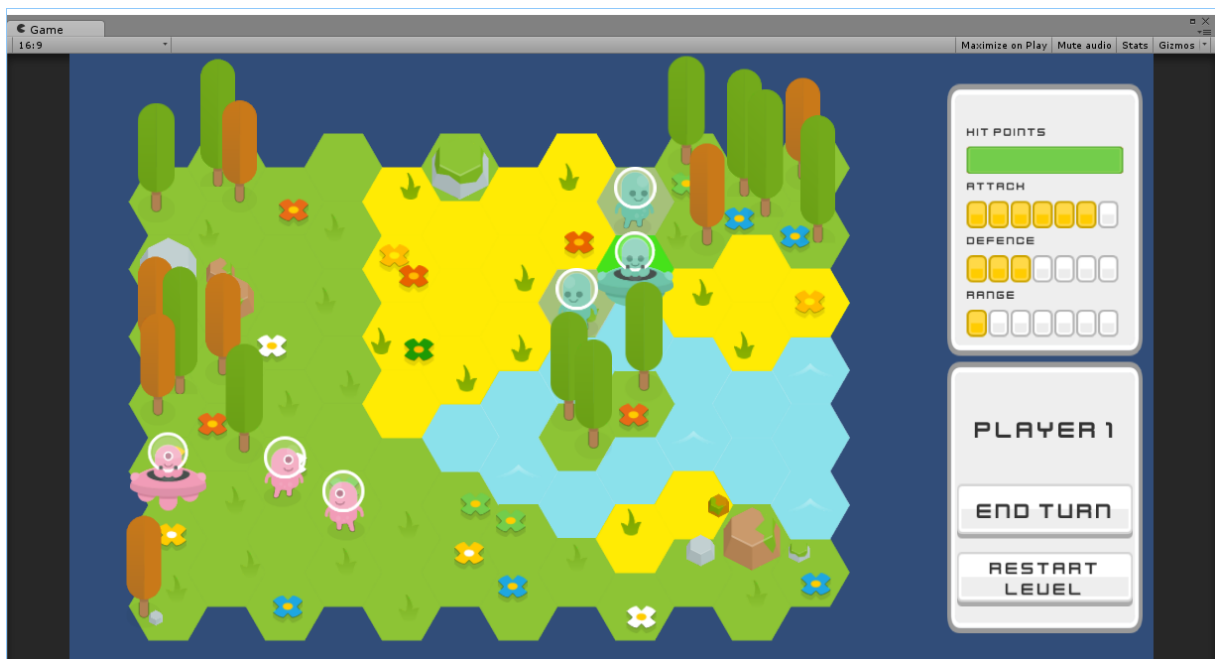 Game
16:9
Maximize on Play Mute audio Stats Gizmos
HIT POINTS
ATTACK
DEFENCE
RANGE
PLAYER 1
END TURN
RESTART
LEVEL